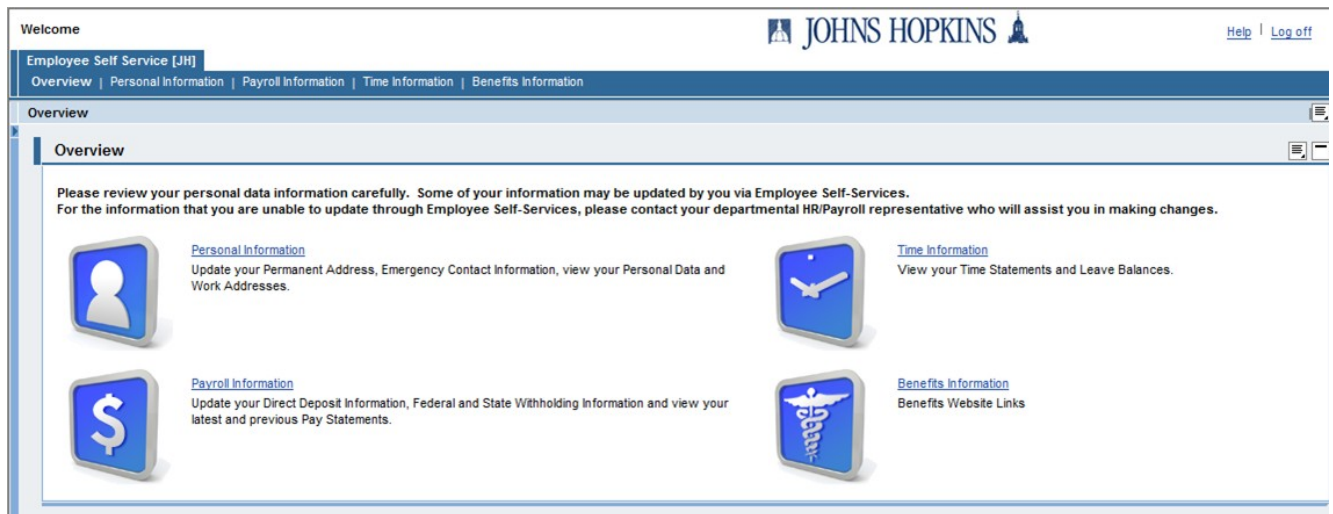 Welcome
JOHNS HOPKINS
Help | Log off
Employee Self Service [JH]
Overview | Personal Information | Payroll Information | Time Information | Benefits Information
Overview
Overview
Please review your personal data information carefully. Some of your information may be updated by you via Employee Self-Services.
For the information that you are unable to update through Employee Self-Services, please contact your departmental HR/Payroll representative who will assist you in making changes.
Personal Information
Update your Permanent Address, Emergency Contact Information, view your Personal Data and
Work Addresses.
Time Information
View your Time Statements and Leave Balances.
$
Payroll Information
Update your Direct Deposit Information, Federal and State Withholding Information and view your
latest and previous Pay Statements.
Benefits Information
Benefits Website Links